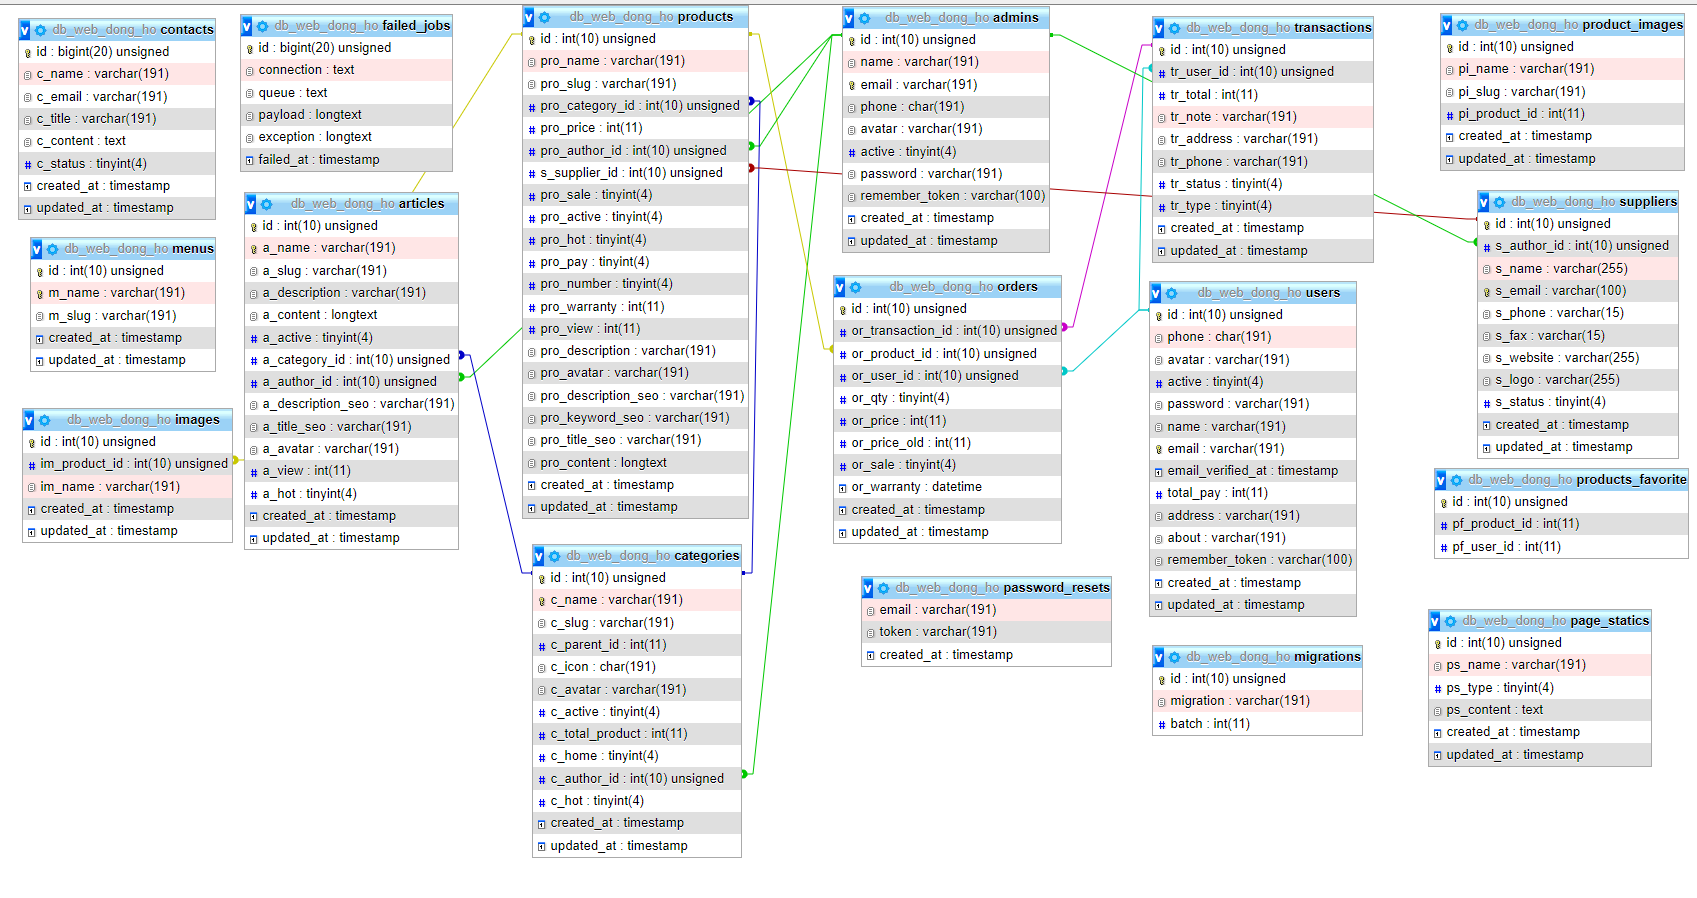 db_web_dong_ho contacts
id : bigint(20) unsigned
c_name : varchar(191)
c_email : varchar(191)
c_title : varchar(191)
c_content : text
c_status : tinyint(4)
created_at : timestamp
updated_at : timestamp
db_web_dong_ho failed_jobs
id : bigint(20) unsigned
connection : text
queue : text
payload : longtext
exception : longtext
failed_at : timestamp
db_web_dong_ho products
id : int(10) unsigned
pro_name : varchar(191)
pro_slug : varchar(191)
pro_category_id : int(10) unsigned
pro_price : int(11)
pro_author_id : int(10) unsigned
s_supplier_id : int(10) unsigned
pro_sale : tinyint(4)
pro_active : tinyint(4)
pro_hot : tinyint(4)
pro_pay : tinyint(4)
pro_number : tinyint(4)
pro_warranty : int(11)
pro_view : int(11)
pro_description : varchar(191)
pro_avatar : varchar(191)
pro_description_seo : varchar(191)
pro_keyword_seo : varchar(191)
pro_title_seo : varchar(191)
pro_content : longtext
created_at : timestamp
updated_at : timestamp
db_web_dong_ho admins
id : int(10) unsigned
name : varchar(191)
email : varchar(191)
phone : char(191)
avatar : varchar(191)
active : tinyint(4)
password : varchar(191)
remember_token : varchar(100)
created_at : timestamp
updated_at : timestamp
db_web_dong_ho transactions
id : int(10) unsigned
tr_user_id : int(10) unsigned
tr_total : int(11)
tr_note : varchar(191)
tr_address : varchar(191)
tr_phone : varchar(191)
tr_status : tinyint(4)
tr_type : tinyint(4)
created_at : timestamp
updated_at : timestamp
db_web_dong_ho product_images
id : int(10) unsigned
pi_name : varchar(191)
pi_slug : varchar(191)
pi_product_id : int(11)
created_at : timestamp
updated_at : timestamp
db_web_dong_ho menus
id : int(10) unsigned
m_name : varchar(191)
m_slug : varchar(191)
created_at : timestamp
updated_at : timestamp
db_web_dong_ho articles
id : int(10) unsigned
a_name : varchar(191)
a_slug : varchar(191)
a_description : varchar(191)
a_content : longtext
a_active : tinyint(4)
a_category_id : int(10) unsigned
a_author_id : int(10) unsigned
a_description_seo : varchar(191)
a_title_seo : varchar(191)
a_avatar : varchar(191)
a_view : int(11)
a_hot : tinyint(4)
created_at : timestamp
updated_at : timestamp
db_web_dong_ho suppliers
id : int(10) unsigned
s_author_id : int(10) unsigned
s_name : varchar(255)
s_email : varchar(100)
s_phone : varchar(15)
s_fax : varchar(15)
s_website : varchar(255)
s_logo : varchar(255)
s_status : tinyint(4)
created_at : timestamp
updated_at : timestamp
db_web_dong_ho orders
id : int(10) unsigned
or_transaction_id : int(10) unsigned
or_product_id : int(10) unsigned
or_user_id : int(10) unsigned
or_qty : tinyint(4)
or_price : int(11)
or_price_old : int(11)
or_sale : tinyint(4)
or_warranty : datetime
created_at : timestamp
updated_at : timestamp
db_web_dong_ho users
id : int(10) unsigned
phone : char(191)
avatar : varchar(191)
active : tinyint(4)
password : varchar(191)
name : varchar(191)
email : varchar(191)
email_verified_at : timestamp
total_pay : int(11)
address : varchar(191)
about : varchar(191)
remember_token : varchar(100)
created_at : timestamp
updated_at : timestamp
db_web_dong_ho images
id : int(10) unsigned
im_product_id : int(10) unsigned
im_name : varchar(191)
created_at : timestamp
updated_at : timestamp
db_web_dong_ho products_favorite
id : int(10) unsigned
pf_product_id : int(11)
pf_user_id : int(11)
db_web_dong_ho categories
id : int(10) unsigned
c_name : varchar(191)
c_slug : varchar(191)
c_parent_id : int(11)
c_icon : char(191)
c_avatar : varchar(191)
c_active : tinyint(4)
c_total_product : int(11)
c_home : tinyint(4)
c_author_id : int(10) unsigned
c_hot : tinyint(4)
created_at : timestamp
updated_at : timestamp
db_web_dong_ho password_resets
email : varchar(191)
token : varchar(191)
created_at : timestamp
db_web_dong_ho migrations
id : int(10) unsigned
migration : varchar(191)
batch : int(11)
db_web_dong_ho page_statics
id : int(10) unsigned
ps_name : varchar(191)
ps_type : tinyint(4)
ps_content : text
created_at : timestamp
updated_at : timestamp